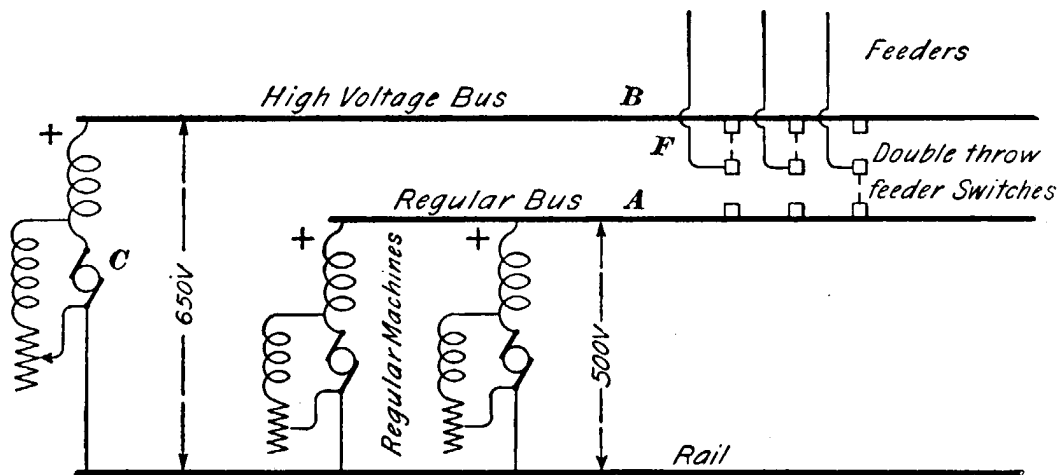 Feeders
High Voltage Bus
B
+
F
Double throw
feeder Switches
Regular Bus
A
+
+
C
650V
Regular Machines
500V
Rail